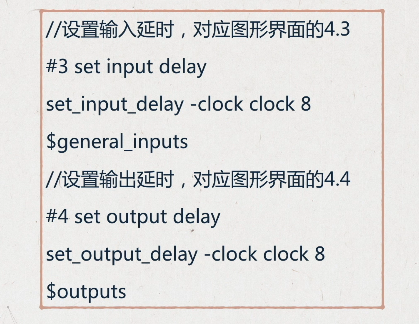 //设置输入延时，对应图形界面的4.3
#3 set input delay
set_input_delay -clock clock 8
$general_inputs
//设置输出延时，对应图形界面的4.4
#4 set output delay
set_output_delay -clock clock 8
$outputs